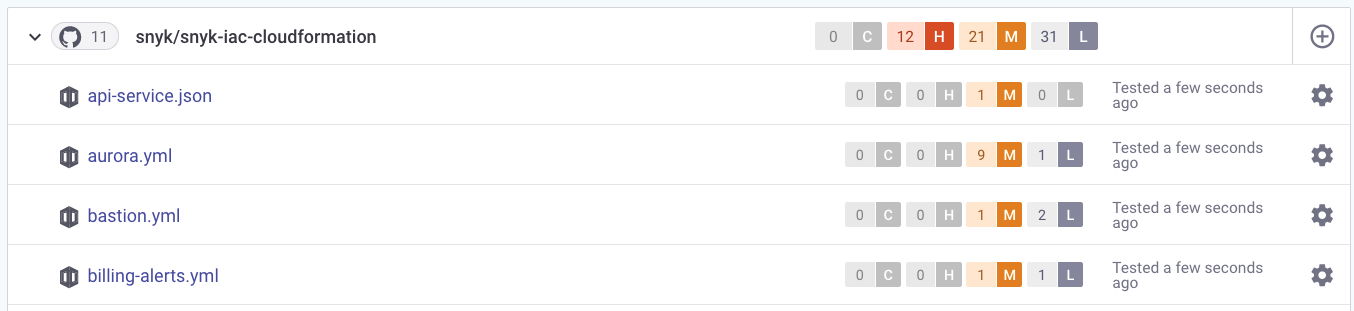 11 snyk/snyk-iac-cloudformation 0 C 12 H 21 M 31 L
api-service.json 0 C 0 H 1 M 0 L Tested a few seconds
ago
aurora.yml 0 C 0 H 9 M 1 L Tested a few seconds
ago
bastion.yml 0 C 0 H 1 M 2 L Tested a few seconds
ago
billing-alerts.yml 0 C 0 H 1 M 1 L Tested a few seconds
ago